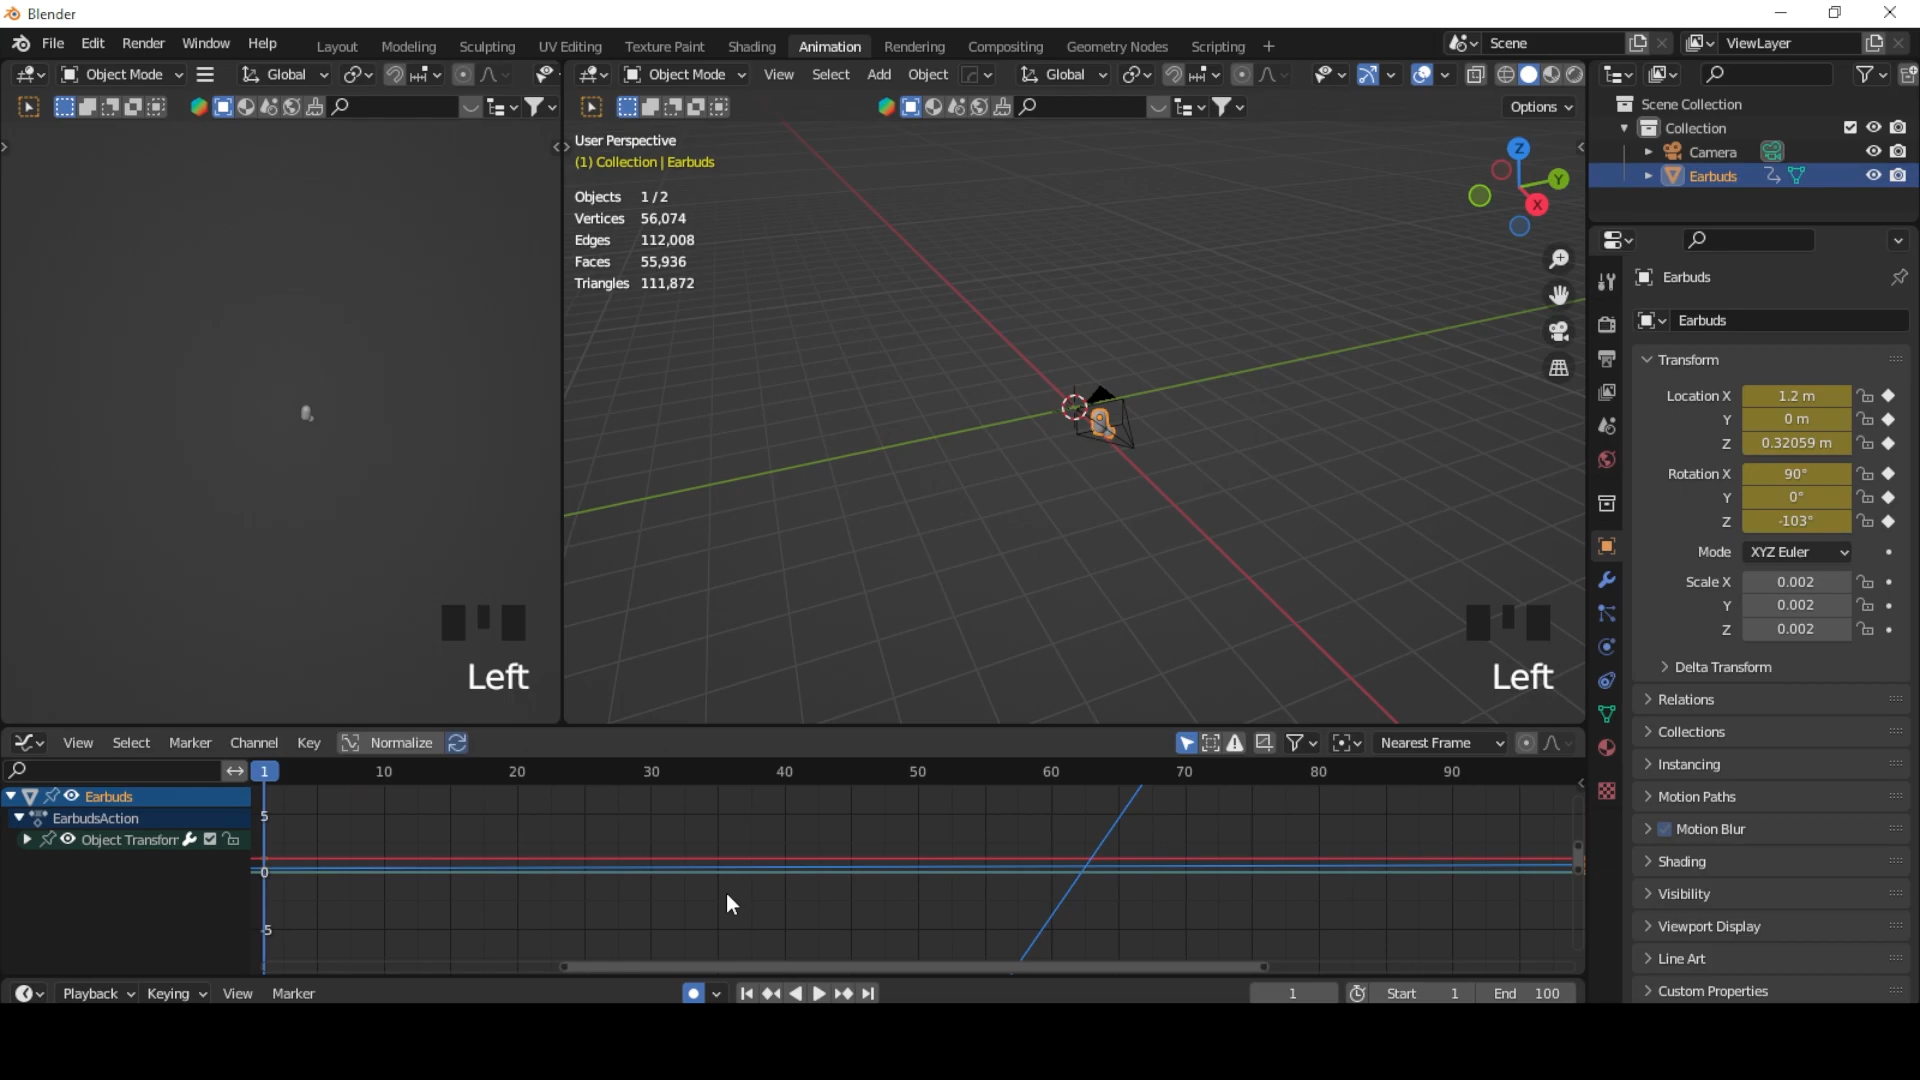 Blender
File Edit Render Window Help Layout Modeling Sculpting UV Editing Texture Paint Shading Animation Rendering Compositing Geometry Nodes Scripting + Scene ViewLayer
Object Mode Global Object Mode View Select Add Object Global
Options
User Perspective
(1) Collection | Earbuds
Objects 1/2
Vertices 56,074
Edges 112,008
Faces 55,936
Triangles 111,872
Z
Y
X
Left
Left
Scene Collection
Collection
Camera
Earbuds
Earbuds
Earbuds
Transform
Location X 1.2 m
Y 0 m
Z 0.32059 m
Rotation X 90°
Y 0°
Z -103°
Mode XYZ Euler
Scale X 0.002
Y 0.002
Z 0.002
Delta Transform
Relations
Collections
Instancing
Motion Paths
Motion Blur
Shading
Visibility
Viewport Display
Line Art
Custom Properties
View Select Marker Channel Key Normalize Nearest Frame
1 10 20 30 40 50 60 70 80 90
Earbuds
EarbudsAction
Object Transforr
5
0
-5
Playback Keying View Marker 1 Start 1 End 100